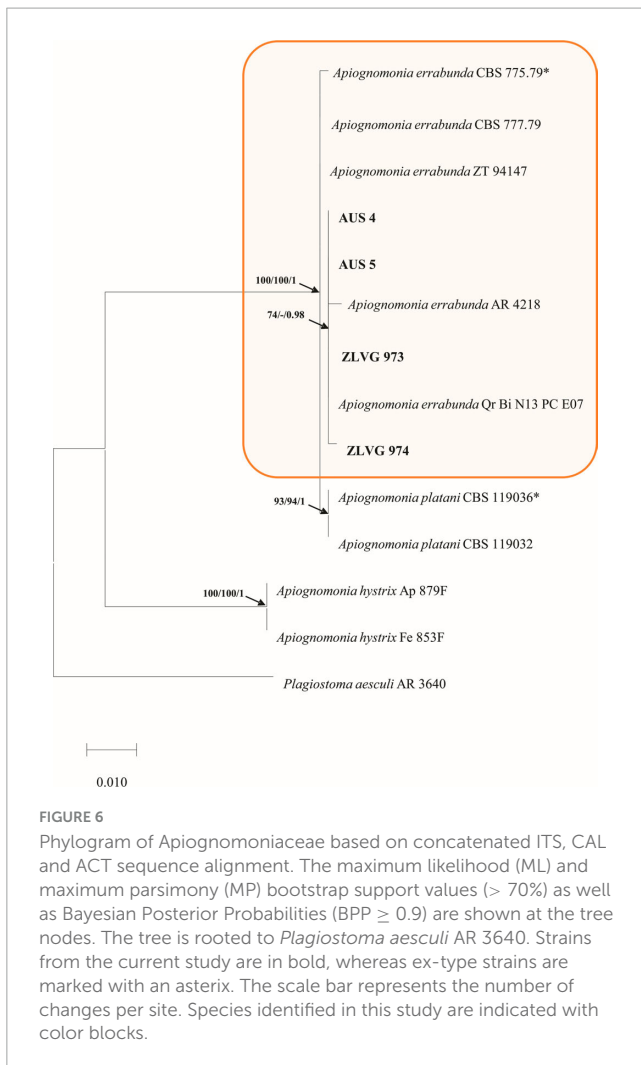 Apiognomonia errabunda CBS 775.79*
Apiognomonia errabunda CBS 777.79
Apiognomonia errabunda ZT 94147
AUS 4
AUS 5
100/100/1
Apiognomonia errabunda AR 4218
74/-/0.98
ZLVG 973
Apiognomonia errabunda Qr Bi N13 PC E07
ZLVG 974
93/94/1
Apiognomonia platani CBS 119036*
Apiognomonia platani CBS 119032
100/100/1
Apiognomonia hystrix Ap 879F
Apiognomonia hystrix Fe 853F
Plagiostoma aesculi AR 3640
0.010
FIGURE 6
Phylogram of Apiognomoniaceae based on concatenated ITS, CAL
and ACT sequence alignment. The maximum likelihood (ML) and
maximum parsimony (MP) bootstrap support values (> 70%) as well
as Bayesian Posterior Probabilities (BPP ≥ 0.9) are shown at the tree
nodes. The tree is rooted to Plagiostoma aesculi AR 3640. Strains
from the current study are in bold, whereas ex-type strains are
marked with an asterix. The scale bar represents the number of
changes per site. Species identified in this study are indicated with
color blocks.